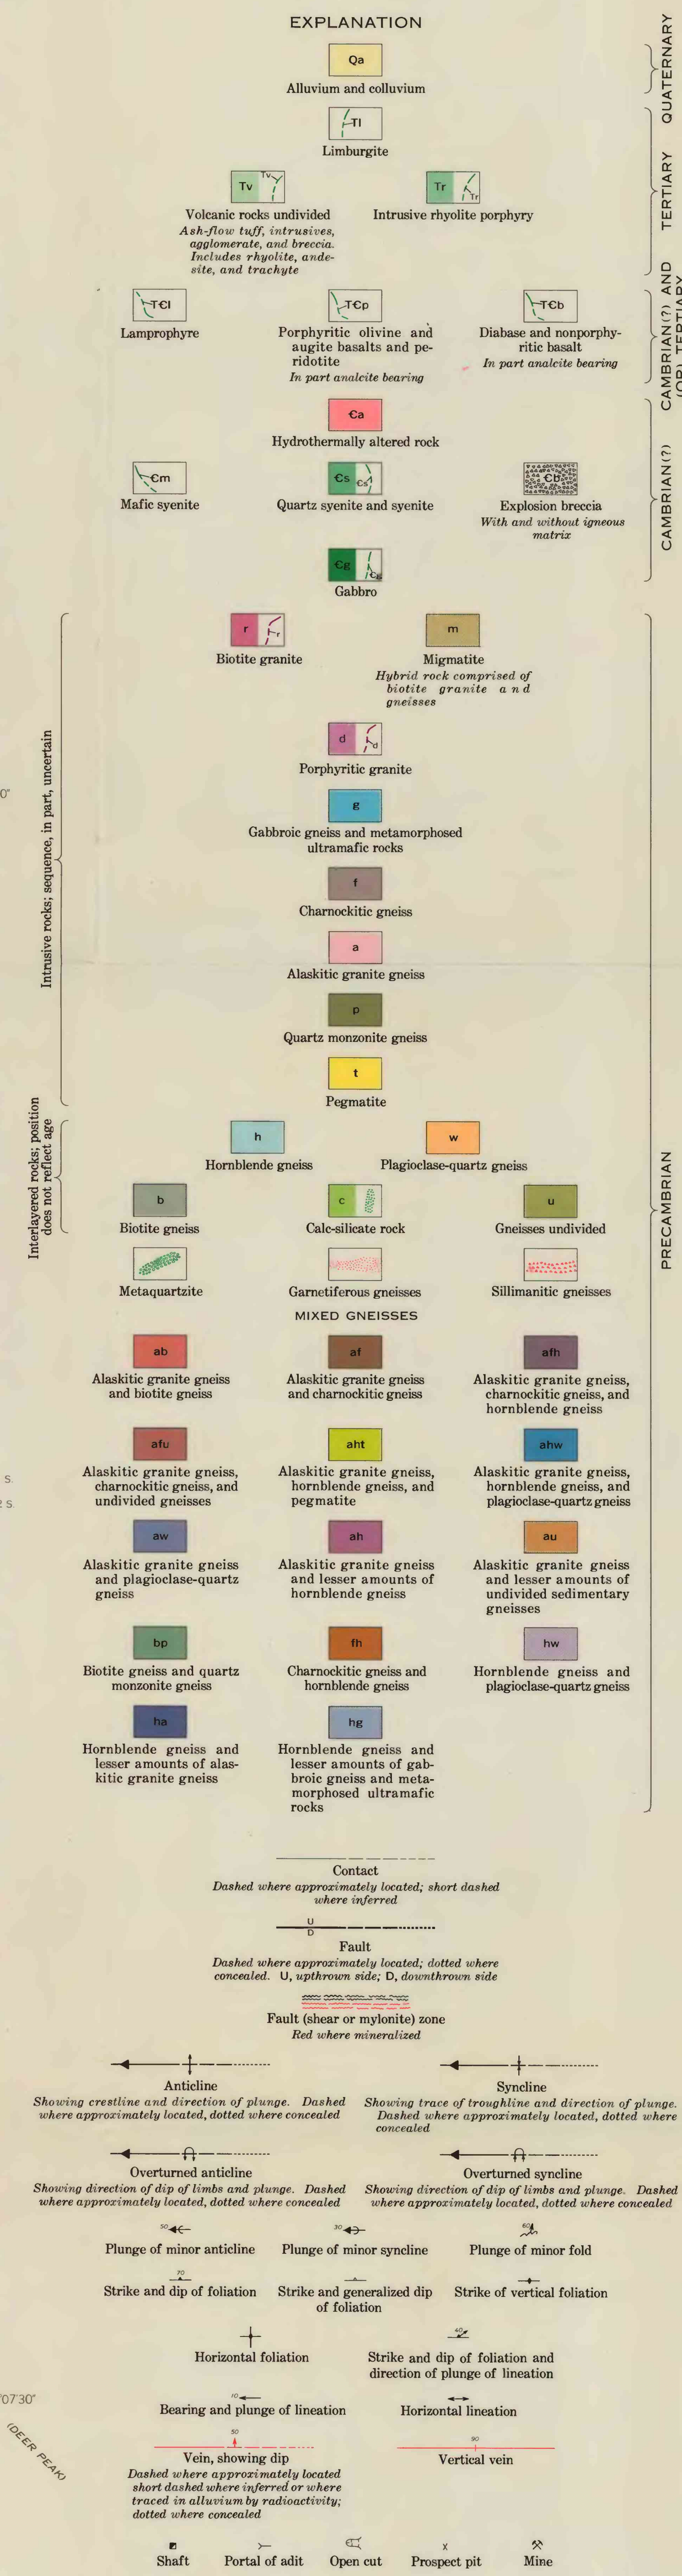 EXPLANATION
Qa
Alluvium and colluvium
QUATERNARY
Tl
Limburgite
Tv Tv
Volcanic rocks undivided
Ash-flow tuff, intrusives,
agglomerate, and breccia.
Includes rhyolite, ande-
site, and trachyte
Tr Tr
Intrusive rhyolite porphyry
TERTIARY
TЄl
Lamprophyre
TЄp
Porphyritic olivine and
augite basalts and pe-
ridotite
In part analcite bearing
TЄb
Diabase and nonporphy-
ritic basalt
In part analcite bearing
CAMBRIAN(?) AND
(OR) TERTIARY
Єa
Hydrothermally altered rock
Єm
Mafic syenite
Єs Єs
Quartz syenite and syenite
Єb
Explosion breccia
With and without igneous
matrix
Єg Єg
Gabbro
CAMBRIAN(?)
r r
Biotite granite
m
Migmatite
Hybrid rock comprised of
biotite granite and
gneisses
d d
Porphyritic granite
0"
g
Gabbroic gneiss and metamorphosed
ultramafic rocks
f
Charnockitic gneiss
a
Alaskitic granite gneiss
p
Quartz monzonite gneiss
t
Pegmatite
Intrusive rocks; sequence, in part, uncertain
h
Hornblende gneiss
w
Plagioclase-quartz gneiss
b
Biotite gneiss
c
Calc-silicate rock
u
Gneisses undivided
Interlayered rocks; position
does not reflect age
Metaquartzite
Garnetiferous gneisses
Sillimanitic gneisses
PRECAMBRIAN
MIXED GNEISSES
ab
Alaskitic granite gneiss
and biotite gneiss
af
Alaskitic granite gneiss
and charnockitic gneiss
afh
Alaskitic granite gneiss,
charnockitic gneiss, and
hornblende gneiss
afu
Alaskitic granite gneiss,
charnockitic gneiss, and
undivided gneisses
aht
Alaskitic granite gneiss,
hornblende gneiss, and
pegmatite
ahw
Alaskitic granite gneiss,
hornblende gneiss, and
plagioclase-quartz gneiss
S.
2 S.
aw
Alaskitic granite gneiss
and plagioclase-quartz
gneiss
ah
Alaskitic granite gneiss
and lesser amounts of
hornblende gneiss
au
Alaskitic granite gneiss
and lesser amounts of
undivided sedimentary
gneisses
bp
Biotite gneiss and quartz
monzonite gneiss
fh
Charnockitic gneiss and
hornblende gneiss
hw
Hornblende gneiss and
plagioclase-quartz gneiss
ha
Hornblende gneiss and
lesser amounts of alas-
kitic granite gneiss
hg
Hornblende gneiss and
lesser amounts of gab-
broic gneiss and meta-
morphosed ultramafic
rocks
Contact
Dashed where approximately located; short dashed
where inferred
U
D
Fault
Dashed where approximately located; dotted where
concealed. U, upthrown side; D, downthrown side
Fault (shear or mylonite) zone
Red where mineralized
Anticline
Showing crestline and direction of plunge. Dashed
where approximately located, dotted where concealed
Syncline
Showing trace of troughline and direction of plunge.
Dashed where approximately located, dotted where
concealed
Overturned anticline
Showing direction of dip of limbs and plunge. Dashed
where approximately located, dotted where concealed
Overturned syncline
Showing direction of dip of limbs and plunge. Dashed
where approximately located, dotted where concealed
50
Plunge of minor anticline
30
Plunge of minor syncline
60
Plunge of minor fold
70
Strike and dip of foliation
Strike and generalized dip
of foliation
Strike of vertical foliation
Horizontal foliation
40
Strike and dip of foliation and
direction of plunge of lineation
10
Bearing and plunge of lineation
Horizontal lineation
°07'30"
(DEER PEAK)
50
Vein, showing dip
Dashed where approximately located
short dashed where inferred or where
traced in alluvium by radioactivity;
dotted where concealed
90
Vertical vein
Shaft
Portal of adit
Open cut
x
Prospect pit
Mine